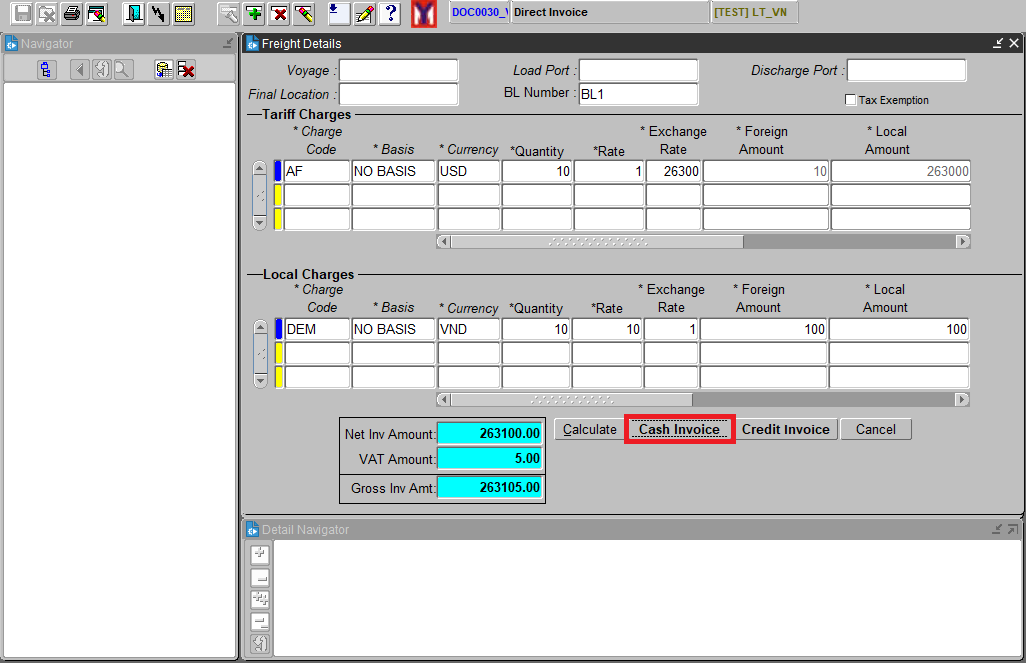 DOC0030_ Direct Invoice [TEST] LT_VN
Navigator
Freight Details
Voyage : Load Port : Discharge Port :
Final Location : BL Number : BL1 Tax Exemption
Tariff Charges
* Charge * Exchange * Foreign * Local
Code * Basis * Currency *Quantity *Rate Rate Amount Amount
AF NO BASIS USD 10 1 26300 10 263000
Local Charges
* Charge * Exchange * Foreign * Local
Code * Basis * Currency *Quantity *Rate Rate Amount Amount
DEM NO BASIS VND 10 10 1 100 100
Net Inv Amount: 263100.00 Calculate Cash Invoice Credit Invoice Cancel
VAT Amount: 5.00
Gross Inv Amt: 263105.00
Detail Navigator